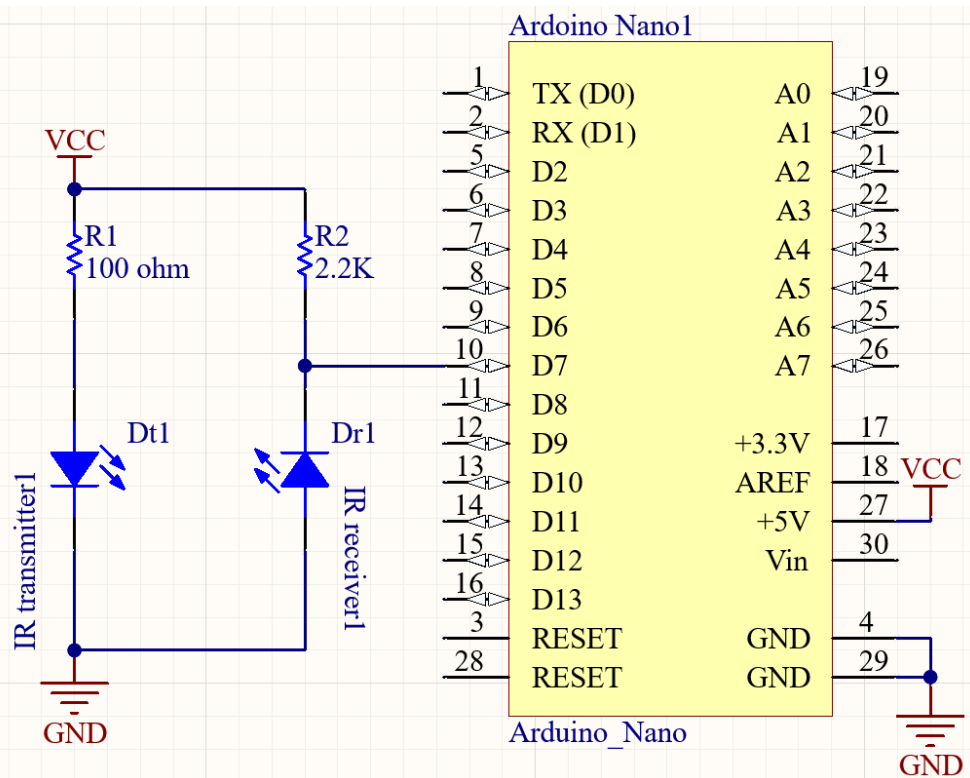 Ardoino Nano1
VCC
R1
100 ohm
R2
2.2K
Dt1
IR transmitter1
Dr1
IR receiver1
GND
1 TX (D0)
2 RX (D1)
5 D2
6 D3
7 D4
8 D5
9 D6
10 D7
11 D8
12 D9
13 D10
14 D11
15 D12
16 D13
3 RESET
28 RESET
A0 19
A1 20
A2 21
A3 22
A4 23
A5 24
A6 25
A7 26
+3.3V 17
AREF 18
+5V 27
Vin 30
GND 4
GND 29
VCC
GND
Arduino_Nano